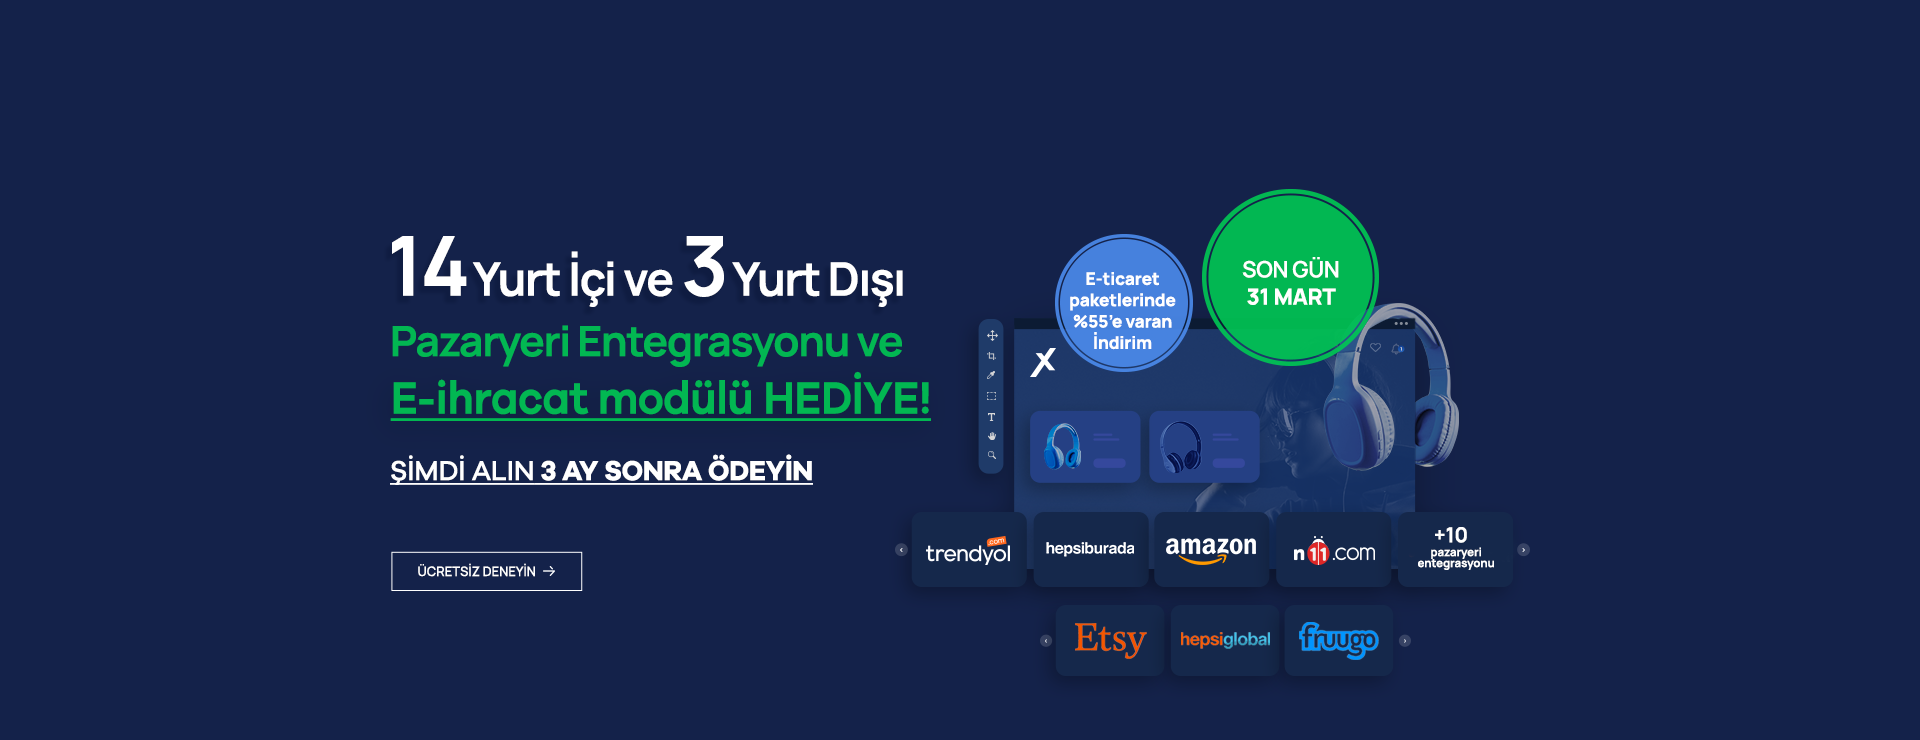 14 Yurt İçi ve 3 Yurt Dışı
Pazaryeri Entegrasyonu ve
E-ihracat modülü HEDİYE!
ŞİMDİ ALIN 3 AY SONRA ÖDEYİN
ÜCRETSİZ DENEYİN →
E-ticaret
paketlerinde
%55'e varan
İndirim
SON GÜN
31 MART
X
T
trendyol.com
hepsiburada
amazon
n11.com
+10
pazaryeri
entegrasyonu
Etsy
hepsiglobal
fruugo